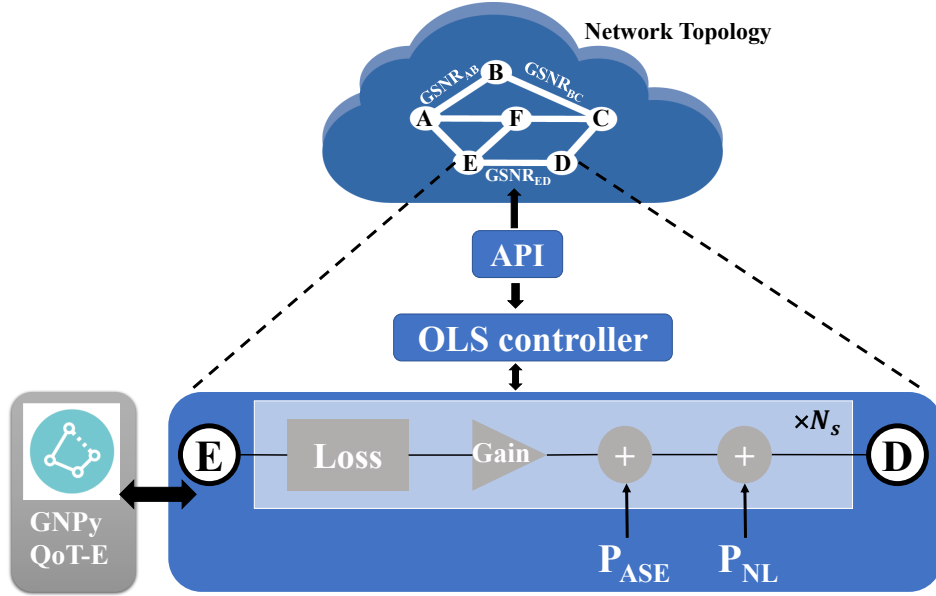 Network Topology
GSNR_AB
B
GSNR_BC
A
F
C
E
D
GSNR_ED
API
OLS controller
×N_s
E
Loss
Gain
+
+
D
GNPy
QoT-E
P_ASE
P_NL